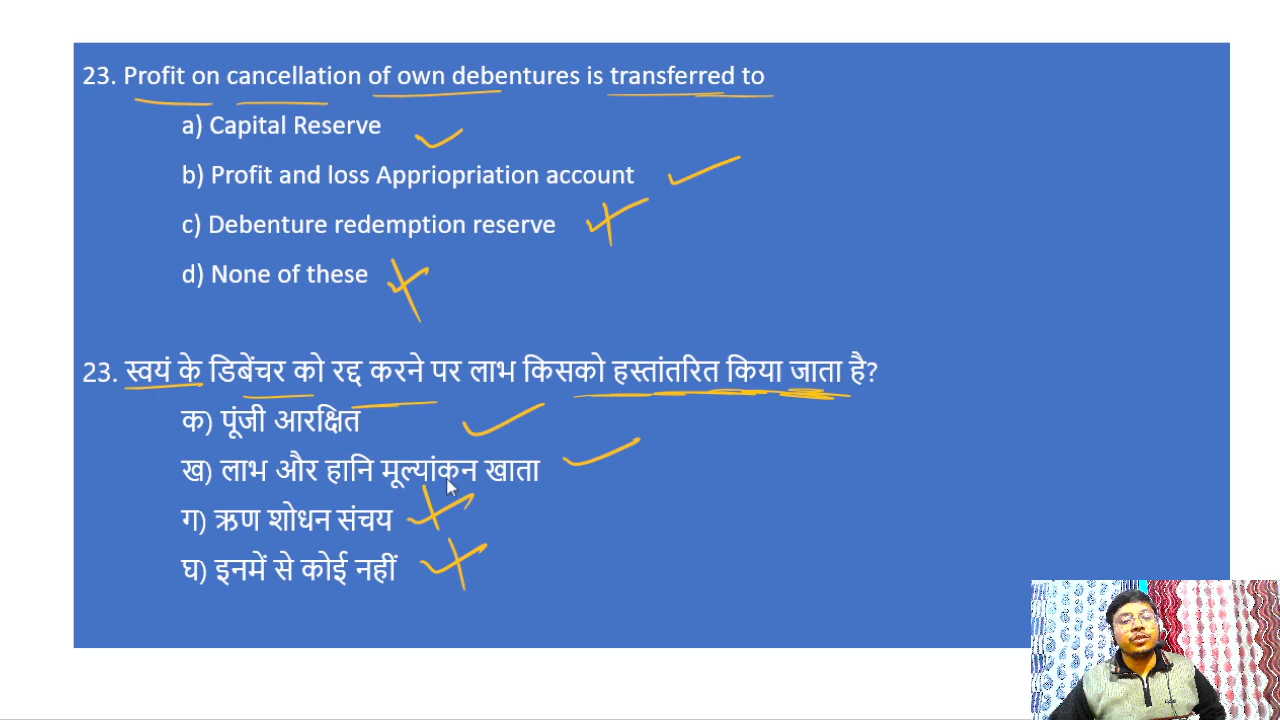 23. Profit on cancellation of own debentures is transferred to
a) Capital Reserve
b) Profit and loss Appriopriation account
c) Debenture redemption reserve
d) None of these
23. स्वयं के डिबेंचर को रद्द करने पर लाभ किसको हस्तांतरित किया जाता है?
क) पूंजी आरक्षित
ख) लाभ और हानि मूल्यांकन खाता
ग) ऋण शोधन संचय
घ) इनमें से कोई नहीं